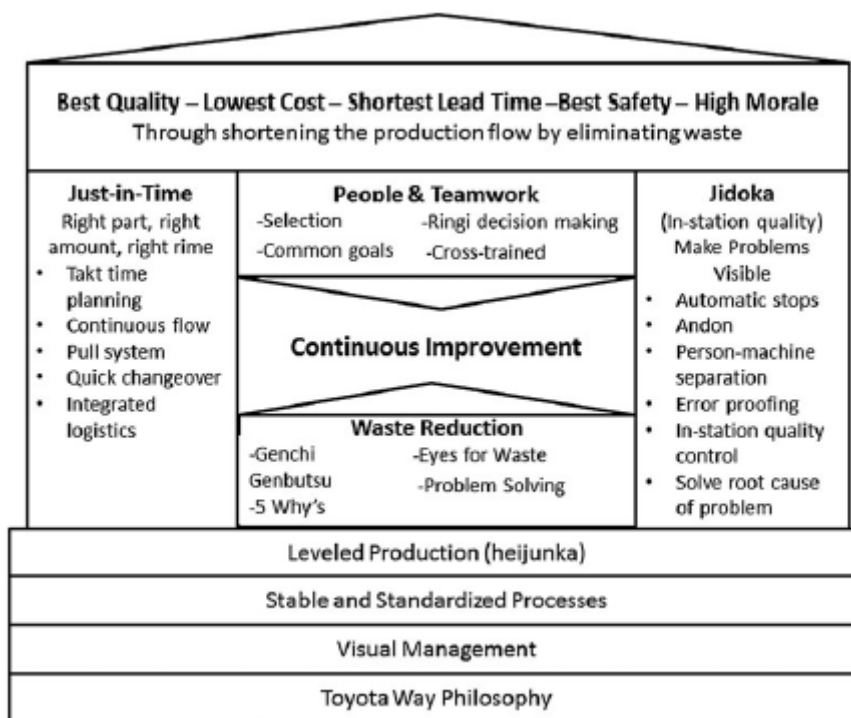 Best Quality – Lowest Cost – Shortest Lead Time –Best Safety – High Morale
Through shortening the production flow by eliminating waste
Just-in-Time
Right part, right
amount, right rime
• Takt time
planning
• Continuous flow
• Pull system
• Quick changeover
• Integrated
logistics
People & Teamwork
-Selection
-Common goals
-Ringi decision making
-Cross-trained
Continuous Improvement
Waste Reduction
-Genchi
Genbutsu
-5 Why's
-Eyes for Waste
-Problem Solving
Jidoka
(In-station quality)
Make Problems
Visible
• Automatic stops
• Andon
• Person-machine
separation
• Error proofing
• In-station quality
control
• Solve root cause
of problem
Leveled Production (heijunka)
Stable and Standardized Processes
Visual Management
Toyota Way Philosophy